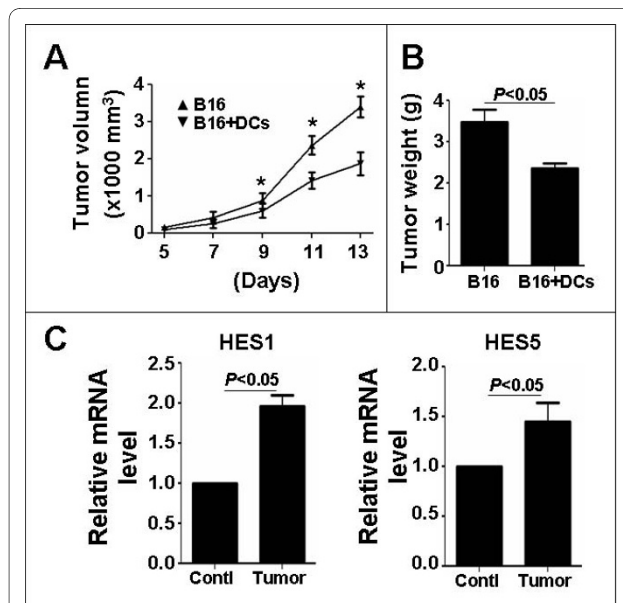 A
Tumor volumn
(x1000 mm³)
4
3
2
1
0
B16
B16+DCs
*
*
*
5 7 9 11 13
(Days)
B
Tumor weight (g)
4
3
2
1
0
P<0.05
B16 B16+DCs
C
HES1
Relative mRNA
level
2.5
2.0
1.5
1.0
0.5
0.0
P<0.05
Contl Tumor
HES5
Relative mRNA
level
2.0
1.5
1.0
0.5
0.0
P<0.05
Contl Tumor